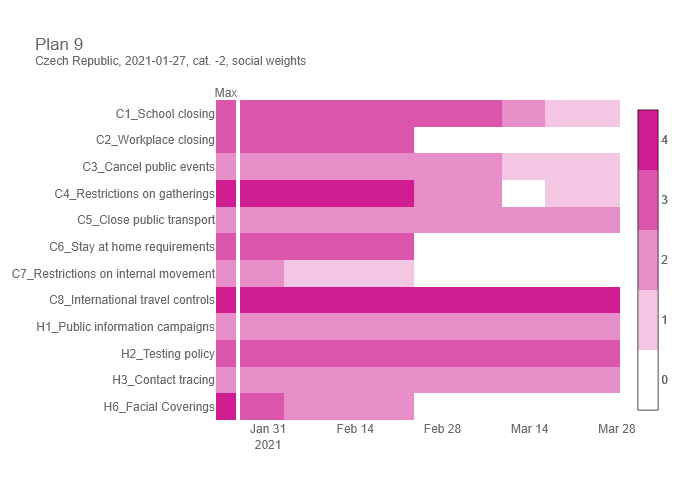 Plan 9
Czech Republic, 2021-01-27, cat. -2, social weights
Max
C1_School closing
C2_Workplace closing
C3_Cancel public events
C4_Restrictions on gatherings
C5_Close public transport
C6_Stay at home requirements
C7_Restrictions on internal movement
C8_International travel controls
H1_Public information campaigns
H2_Testing policy
H3_Contact tracing
H6_Facial Coverings
Jan 31 Feb 14 Feb 28 Mar 14 Mar 28
2021
4
3
2
1
0